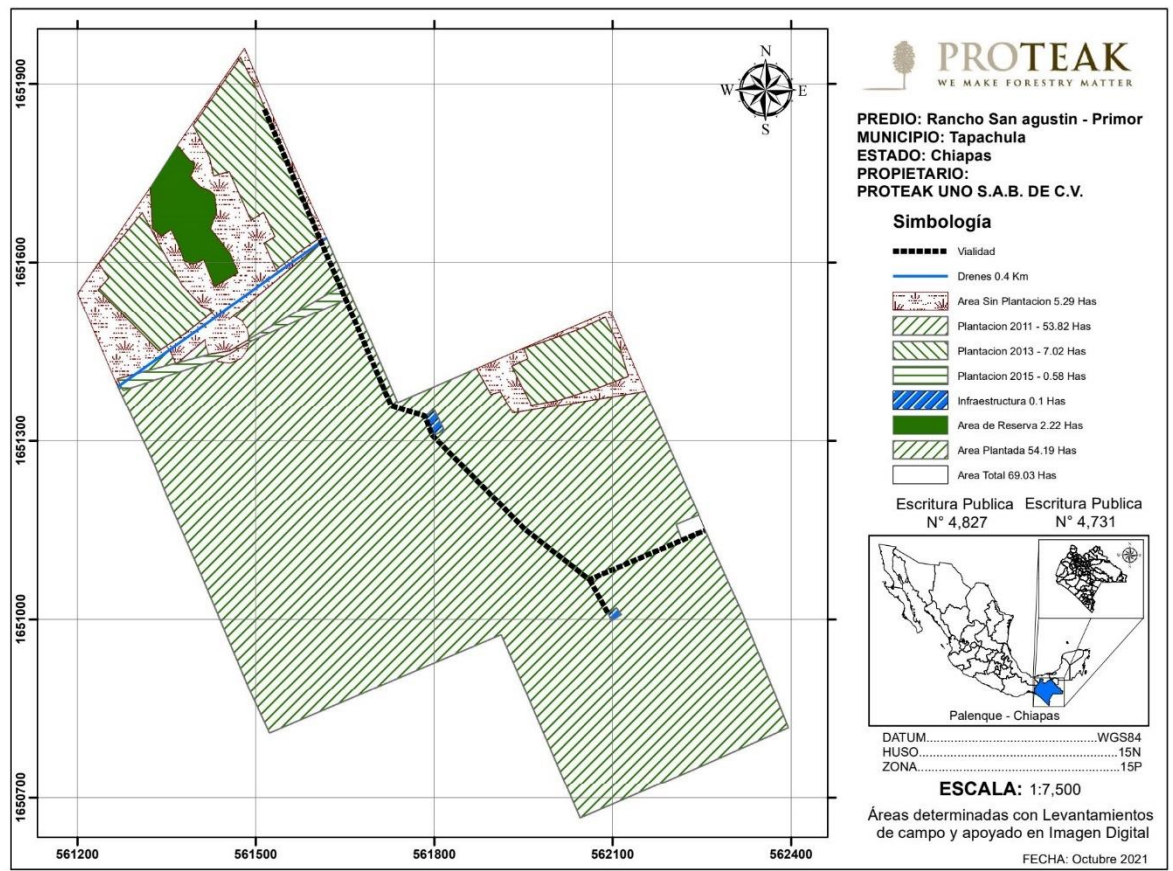 PROTEAK
WE MAKE FORESTRY MATTER
PREDIO: Rancho San agustin - Primor
MUNICIPIO: Tapachula
ESTADO: Chiapas
PROPIETARIO:
PROTEAK UNO S.A.B. DE C.V.
Simbología
Vialidad
Drenes 0.4 Km
Area Sin Plantacion 5.29 Has
Plantacion 2011 - 53.82 Has
Plantacion 2013 - 7.02 Has
Plantacion 2015 - 0.58 Has
Infraestructura 0.1 Has
Area de Reserva 2.22 Has
Area Plantada 54.19 Has
Area Total 69.03 Has
Escritura Publica Escritura Publica
N° 4,827 N° 4,731
Palenque - Chiapas
DATUM.......................................................WGS84
HUSO..............................................................15N
ZONA..............................................................15P
ESCALA: 1:7,500
Áreas determinadas con Levantamientos
de campo y apoyado en Imagen Digital
FECHA: Octubre 2021
N
W E
S
1651900
1651600
1651300
1651000
1650700
561200 561500 561800 562100 562400